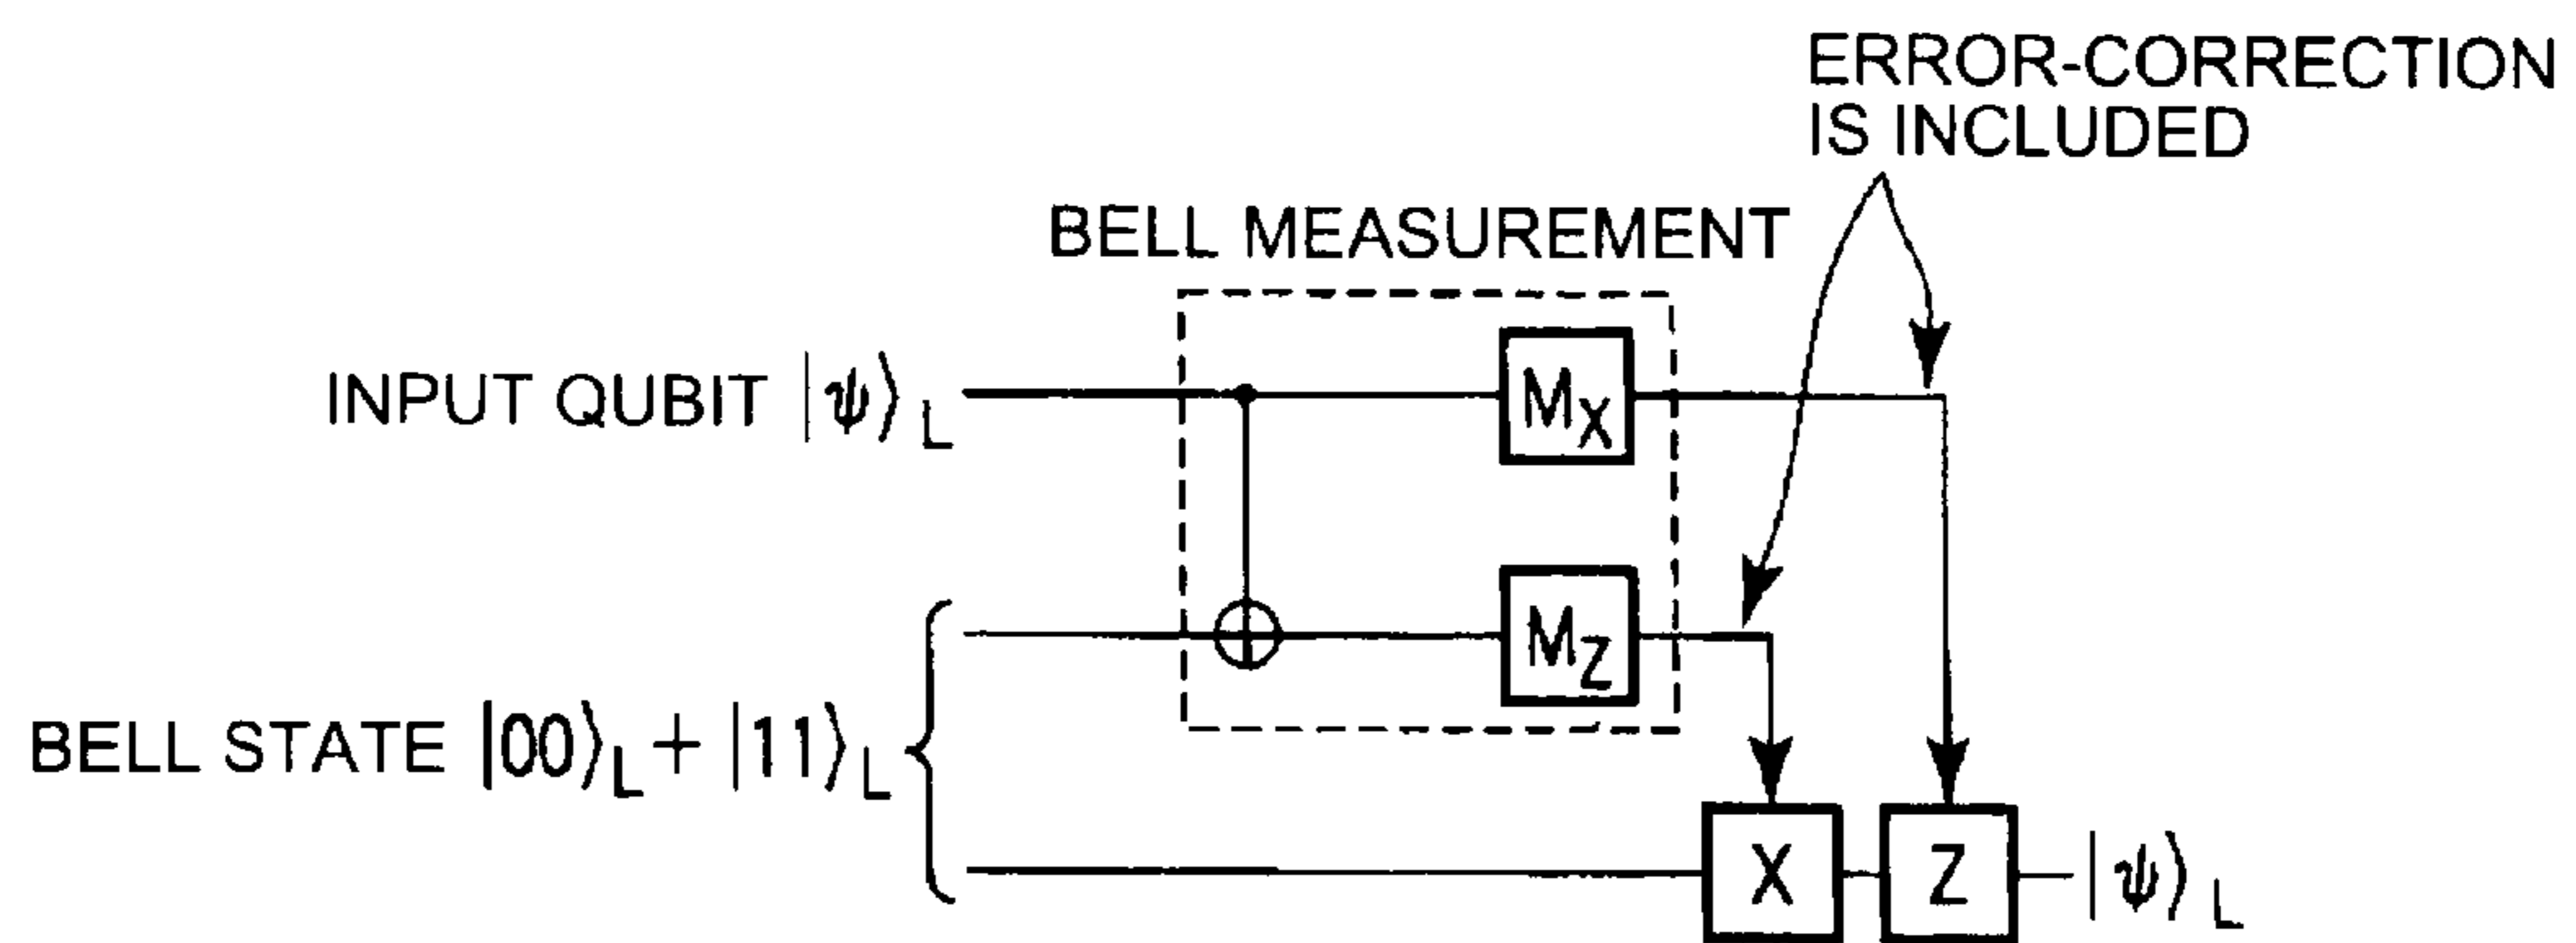 ERROR-CORRECTION
IS INCLUDED
BELL MEASUREMENT
INPUT QUBIT |ψ⟩L
MX
MZ
BELL STATE |00⟩L + |11⟩L
X
Z
|ψ⟩L